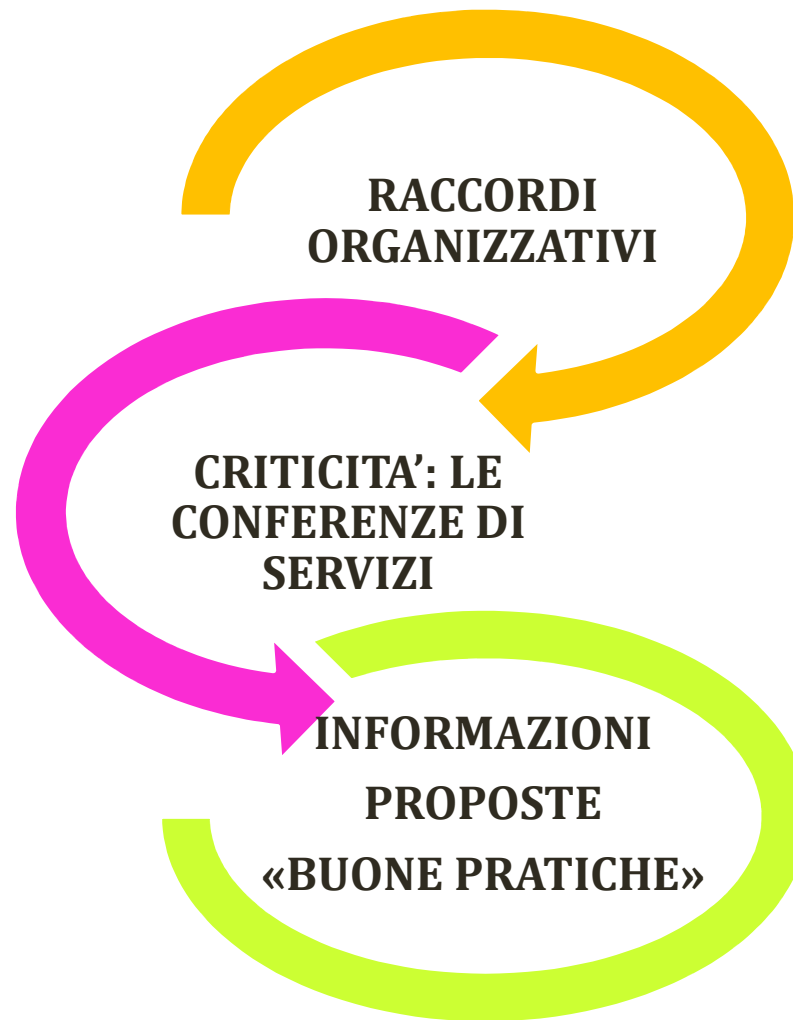 RACCORDI
ORGANIZZATIVI
CRITICITA’: LE
CONFERENZE DI
SERVIZI
INFORMAZIONI
PROPOSTE
«BUONE PRATICHE»